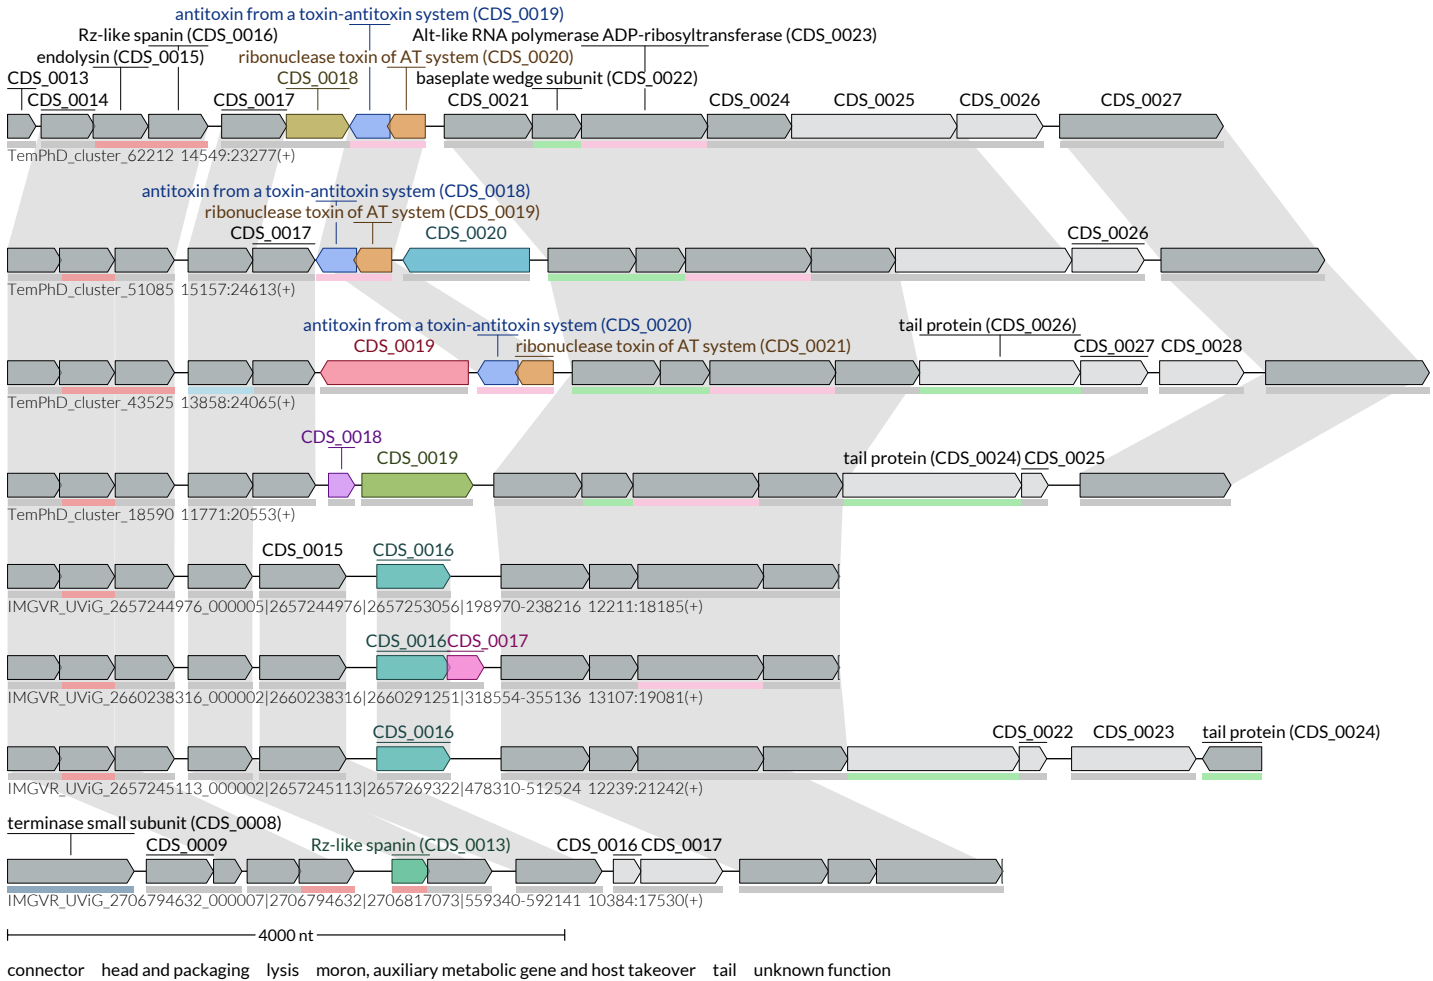 antitoxin from a toxin-antitoxin system (CDS_0019)
Rz-like spanin (CDS_0016) Alt-like RNA polymerase ADP-ribosyltransferase (CDS_0023)
endolysin (CDS_0015) ribonuclease toxin of AT system (CDS_0020)
CDS_0013 CDS_0018 baseplate wedge subunit (CDS_0022)
CDS_0014 CDS_0017 CDS_0021 CDS_0024 CDS_0025 CDS_0026 CDS_0027
TemPhD_cluster_62212 14549:23277(+)
antitoxin from a toxin-antitoxin system (CDS_0018)
ribonuclease toxin of AT system (CDS_0019)
CDS_0017 CDS_0020 CDS_0026
TemPhD_cluster_51085 15157:24613(+)
antitoxin from a toxin-antitoxin system (CDS_0020) tail protein (CDS_0026)
CDS_0019 ribonuclease toxin of AT system (CDS_0021) CDS_0027 CDS_0028
TemPhD_cluster_43525 13858:24065(+)
CDS_0018
CDS_0019 tail protein (CDS_0024) CDS_0025
TemPhD_cluster_18590 11771:20553(+)
CDS_0015 CDS_0016
IMGVR_UViG_2657244976_000005|2657244976|2657253056|198970-238216 12211:18185(+)
CDS_0016 CDS_0017
IMGVR_UViG_2660238316_000002|2660238316|2660291251|318554-355136 13107:19081(+)
CDS_0016 CDS_0022 CDS_0023 tail protein (CDS_0024)
IMGVR_UViG_2657245113_000002|2657245113|2657269322|478310-512524 12239:21242(+)
terminase small subunit (CDS_0008)
CDS_0009 Rz-like spanin (CDS_0013) CDS_0016 CDS_0017
IMGVR_UViG_2706794632_000007|2706794632|2706817073|559340-592141 10384:17530(+)
4000 nt
connector head and packaging lysis moron, auxiliary metabolic gene and host takeover tail unknown function